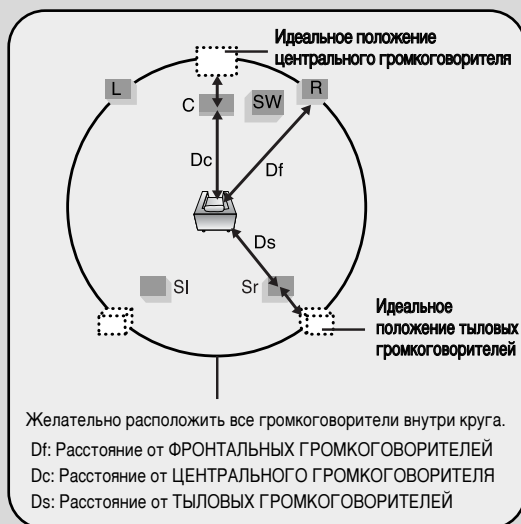 Идеальное положение
центрального громкоговорителя
L
C
SW
R
Dc
Df
Ds
SI
Sr
Идеальное
положение тыловых
громкоговорителей
Желательно расположить все громкоговорители внутри круга.
Df: Расстояние от ФРОНТАЛЬНЫХ ГРОМКОГОВОРИТЕЛЕЙ
Dc: Расстояние от ЦЕНТРАЛЬНОГО ГРОМКОГОВОРИТЕЛЯ
Ds: Расстояние от ТЫЛОВЫХ ГРОМКОГОВОРИТЕЛЕЙ